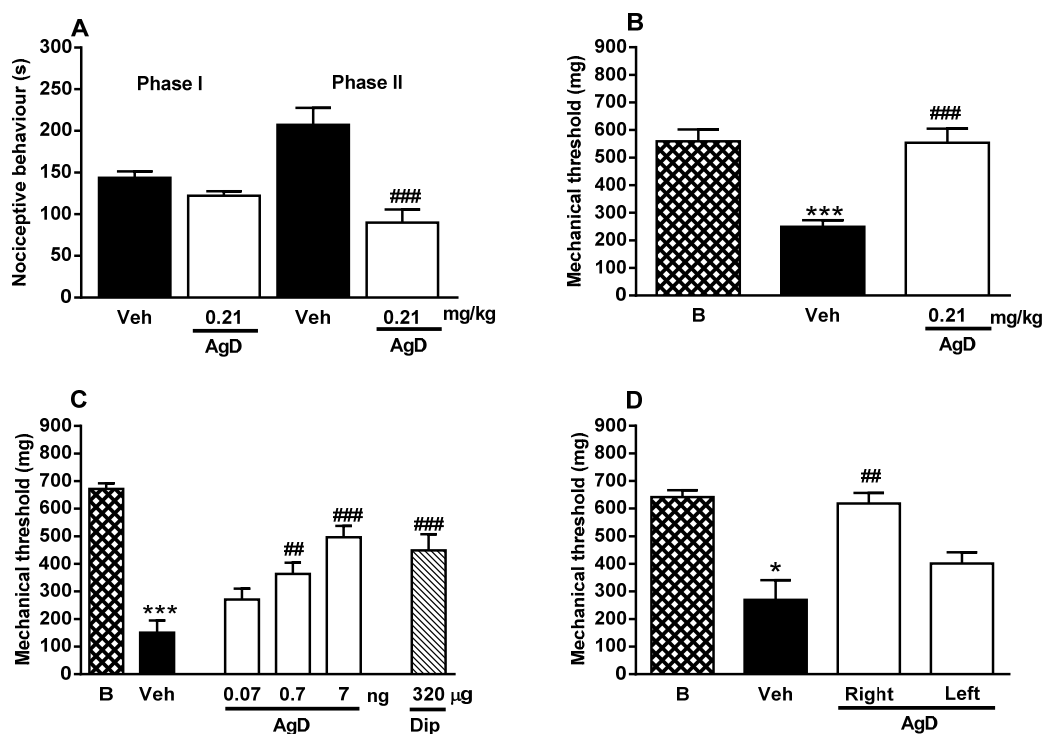 A
Nociceptive behaviour (s)
300
250
200
150
100
50
0
Phase I
Phase II
###
Veh
0.21
Veh
0.21
mg/kg
AgD
AgD
B
Mechanical threshold (mg)
900
800
700
600
500
400
300
200
100
0
***
###
B
Veh
0.21
mg/kg
AgD
C
Mechanical threshold (mg)
900
800
700
600
500
400
300
200
100
0
***
##
###
###
B
Veh
0.07
0.7
7
ng
320
µg
AgD
Dip
D
Mechanical threshold (mg)
900
800
700
600
500
400
300
200
100
0
*
##
B
Veh
Right
Left
AgD